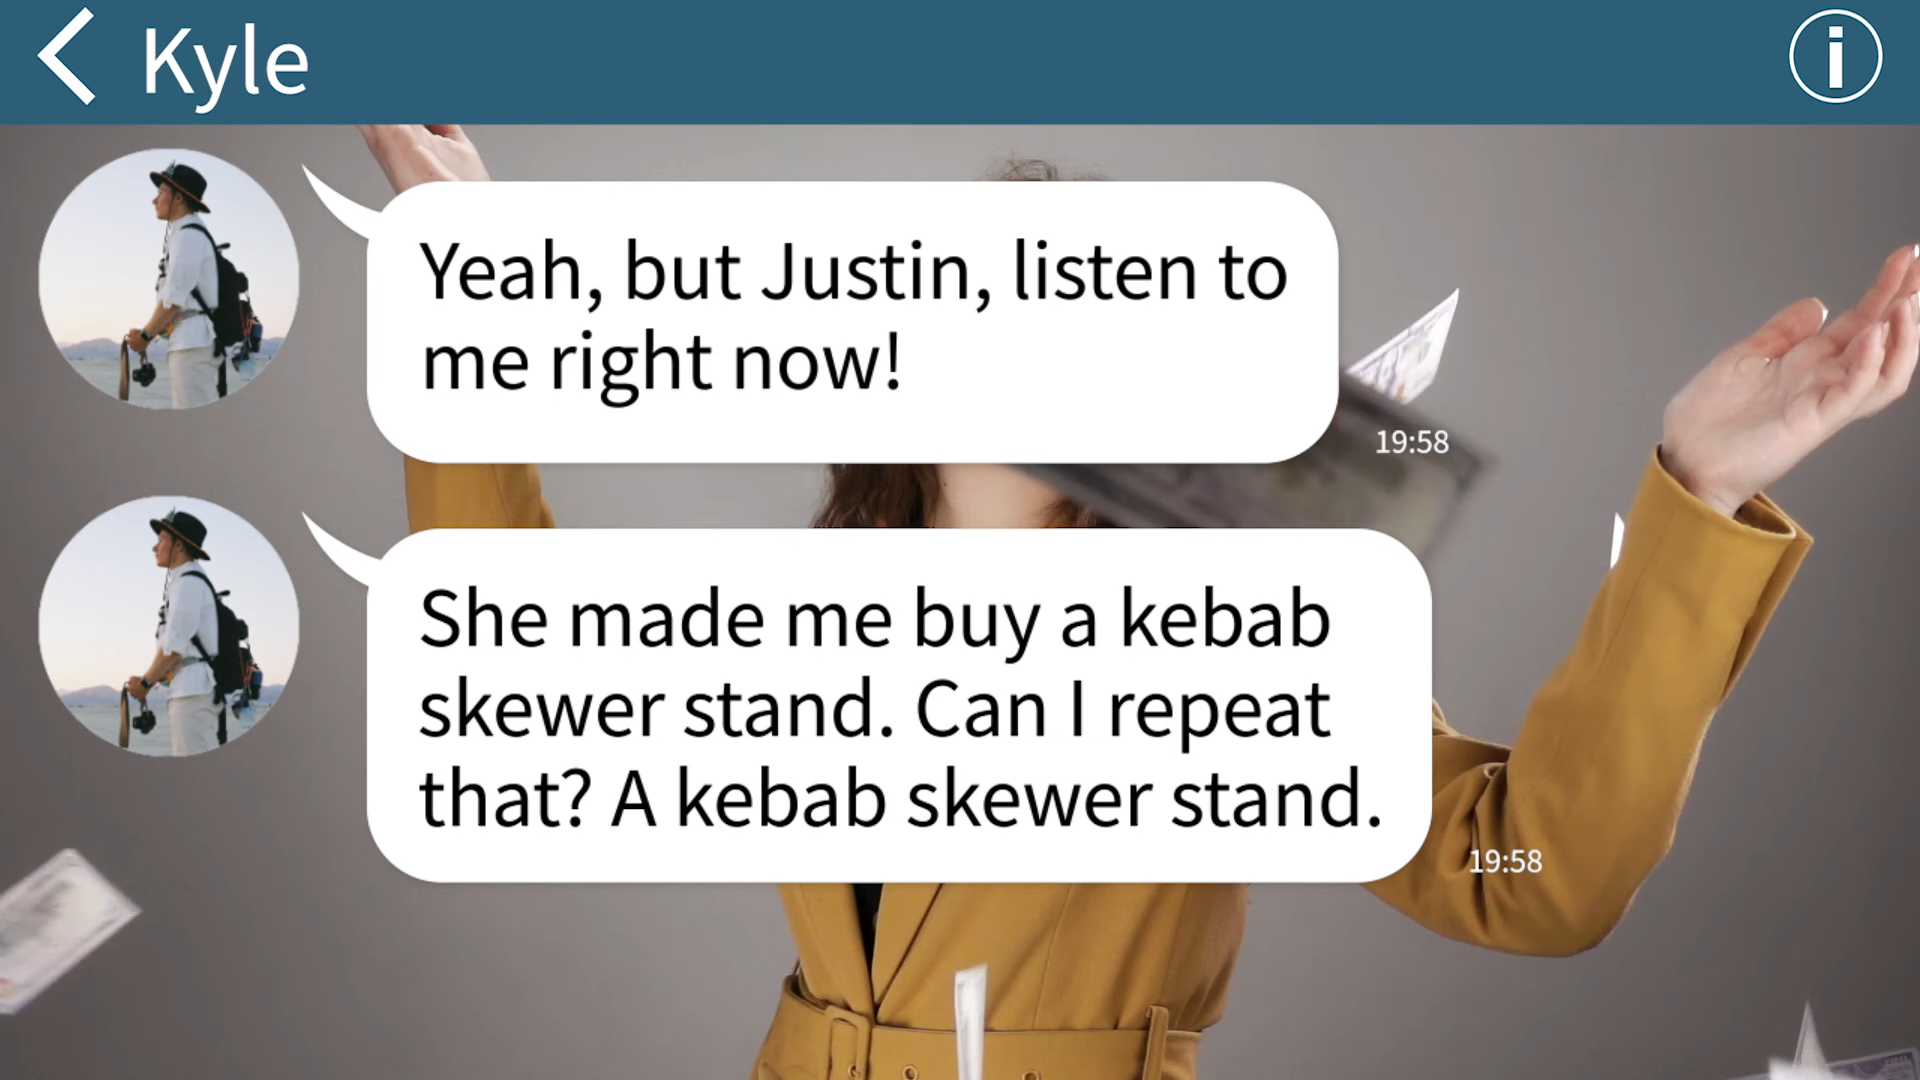 Kyle
Yeah, but Justin, listen to
me right now!
19:58
She made me buy a kebab
skewer stand. Can I repeat
that? A kebab skewer stand.
19:58